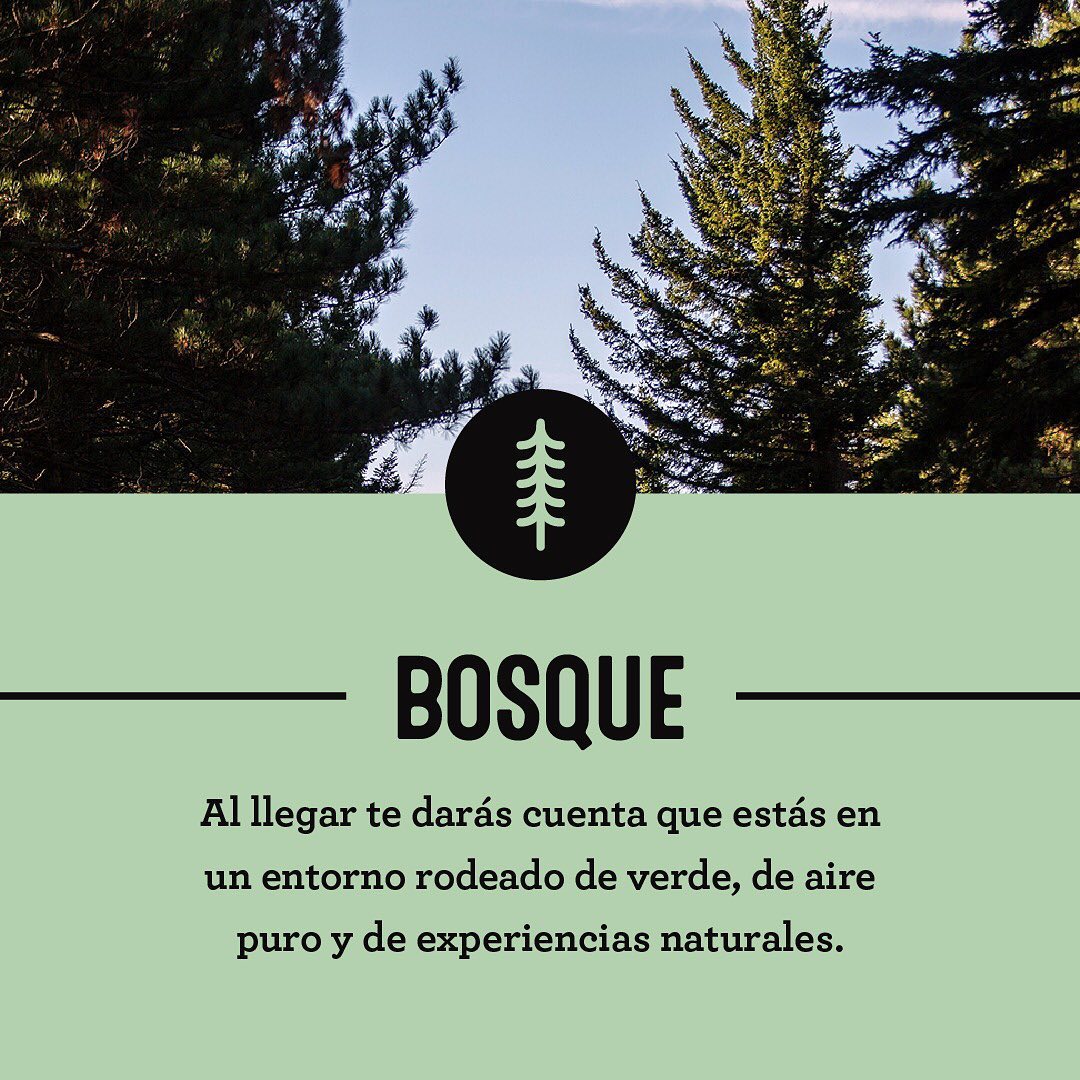 BOSQUE
Al llegar te darás cuenta que estás en
un entorno rodeado de verde, de aire
puro y de experiencias naturales.